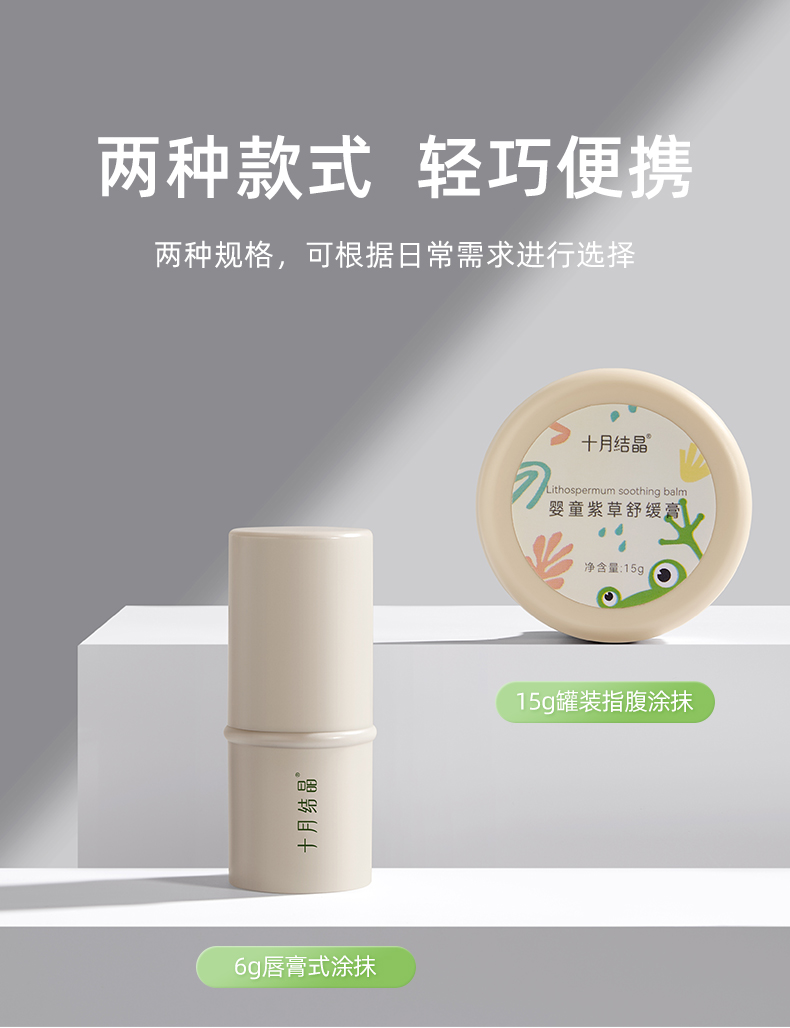 两种款式 轻巧便携
两种规格，可根据日常需求进行选择
十月结晶®
Lithospermum soothing balm
婴童紫草舒缓膏
净含量:15g
15g罐装指腹涂抹
十月结晶®
6g唇膏式涂抹